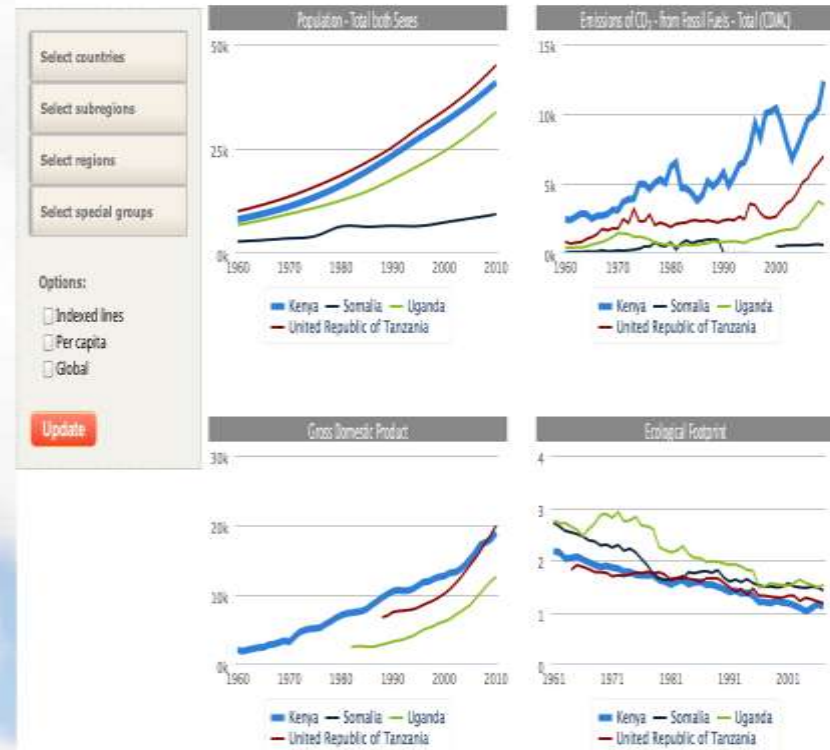 Select countries
Select subregions
Select regions
Select special groups
Options:
Indexed lines
Per capita
Global
Update
Population - Total both Sexes
50k
25k
0k
1960 1970 1980 1990 2000 2010
Kenya Somalia Uganda
United Republic of Tanzania
Emissions of CO2 - from Fossil Fuels - Total (CDIAC)
15k
10k
5k
0k
1960 1970 1980 1990 2000
Kenya Somalia Uganda
United Republic of Tanzania
Gross Domestic Product
30k
20k
10k
0k
1960 1970 1980 1990 2000 2010
Kenya Somalia Uganda
United Republic of Tanzania
Ecological Footprint
4
3
2
1
0
1961 1971 1981 1991 2001
Kenya Somalia Uganda
United Republic of Tanzania